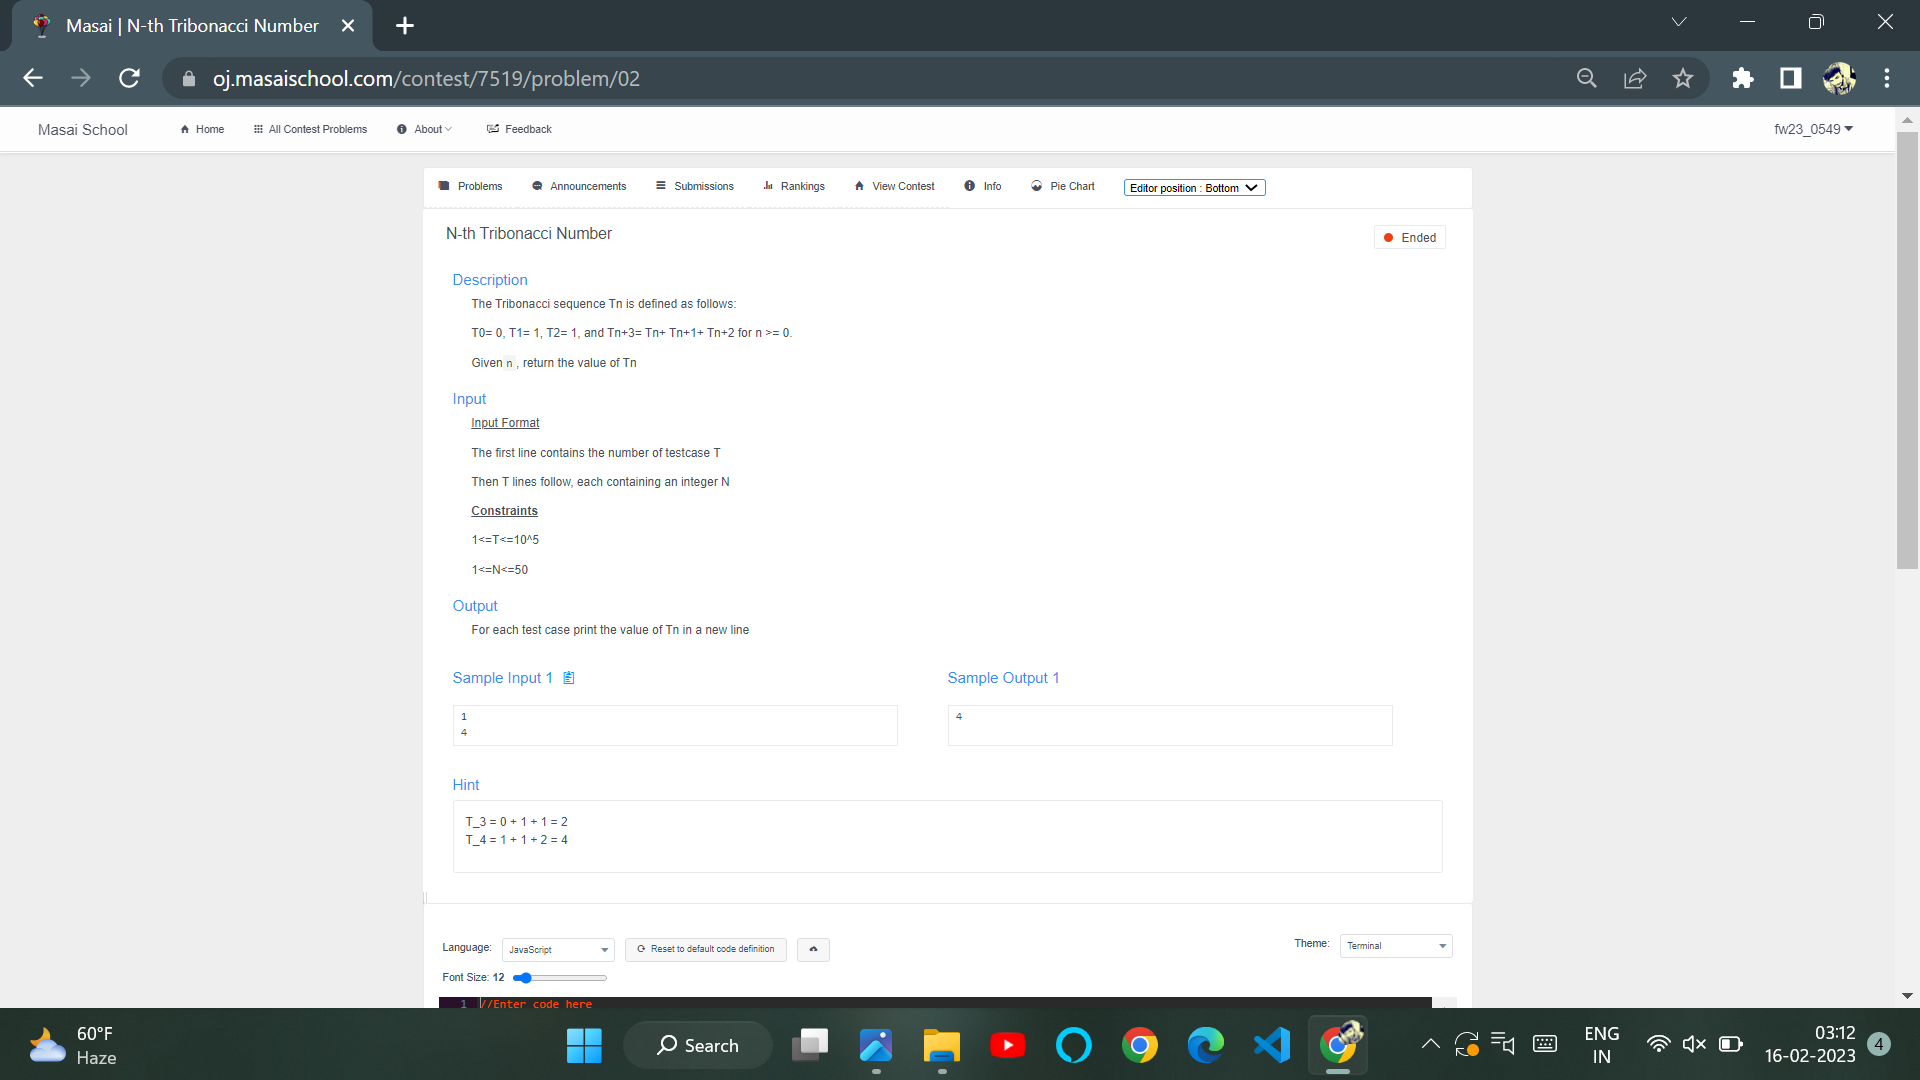 Masai | N-th Tribonacci Number
oj.masaischool.com/contest/7519/problem/02
Masai School Home All Contest Problems About Feedback fw23_0549
Problems Announcements Submissions Rankings View Contest Info Pie Chart Editor position : Bottom
N-th Tribonacci Number
Ended
Description
The Tribonacci sequence Tn is defined as follows:
T0= 0, T1= 1, T2= 1, and Tn+3= Tn+ Tn+1+ Tn+2 for n >= 0.
Given n , return the value of Tn
Input
Input Format
The first line contains the number of testcase T
Then T lines follow, each containing an integer N
Constraints
1<=T<=10^5
1<=N<=50
Output
For each test case print the value of Tn in a new line
Sample Input 1 Sample Output 1
1 4
4
Hint
T_3 = 0 + 1 + 1 = 2
T_4 = 1 + 1 + 2 = 4
Language: JavaScript Reset to default code definition Theme: Terminal
Font Size: 12
1 //Enter code here
60°F
Haze
Search
ENG
IN
03:12
16-02-2023
4